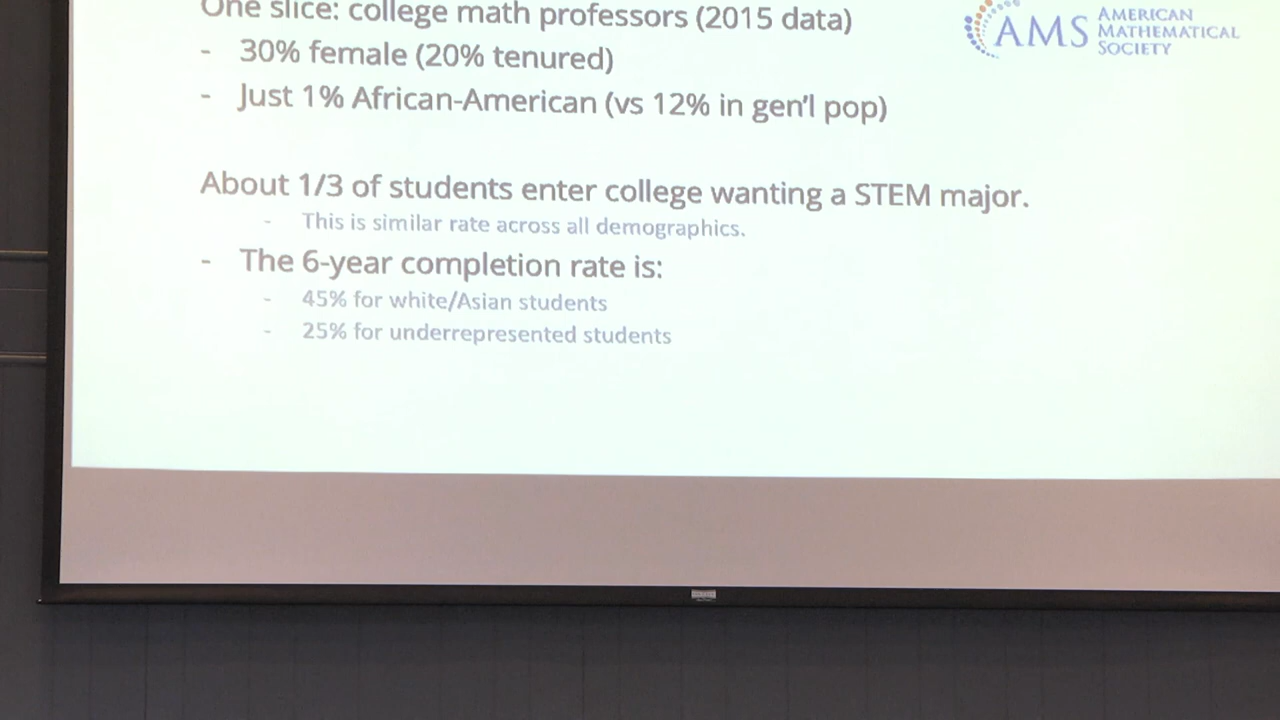 One slice: college math professors (2015 data)
AMS AMERICAN MATHEMATICAL SOCIETY
- 30% female (20% tenured)
- Just 1% African-American (vs 12% in gen'l pop)
About 1/3 of students enter college wanting a STEM major.
- This is similar rate across all demographics.
- The 6-year completion rate is:
- 45% for white/Asian students
- 25% for underrepresented students